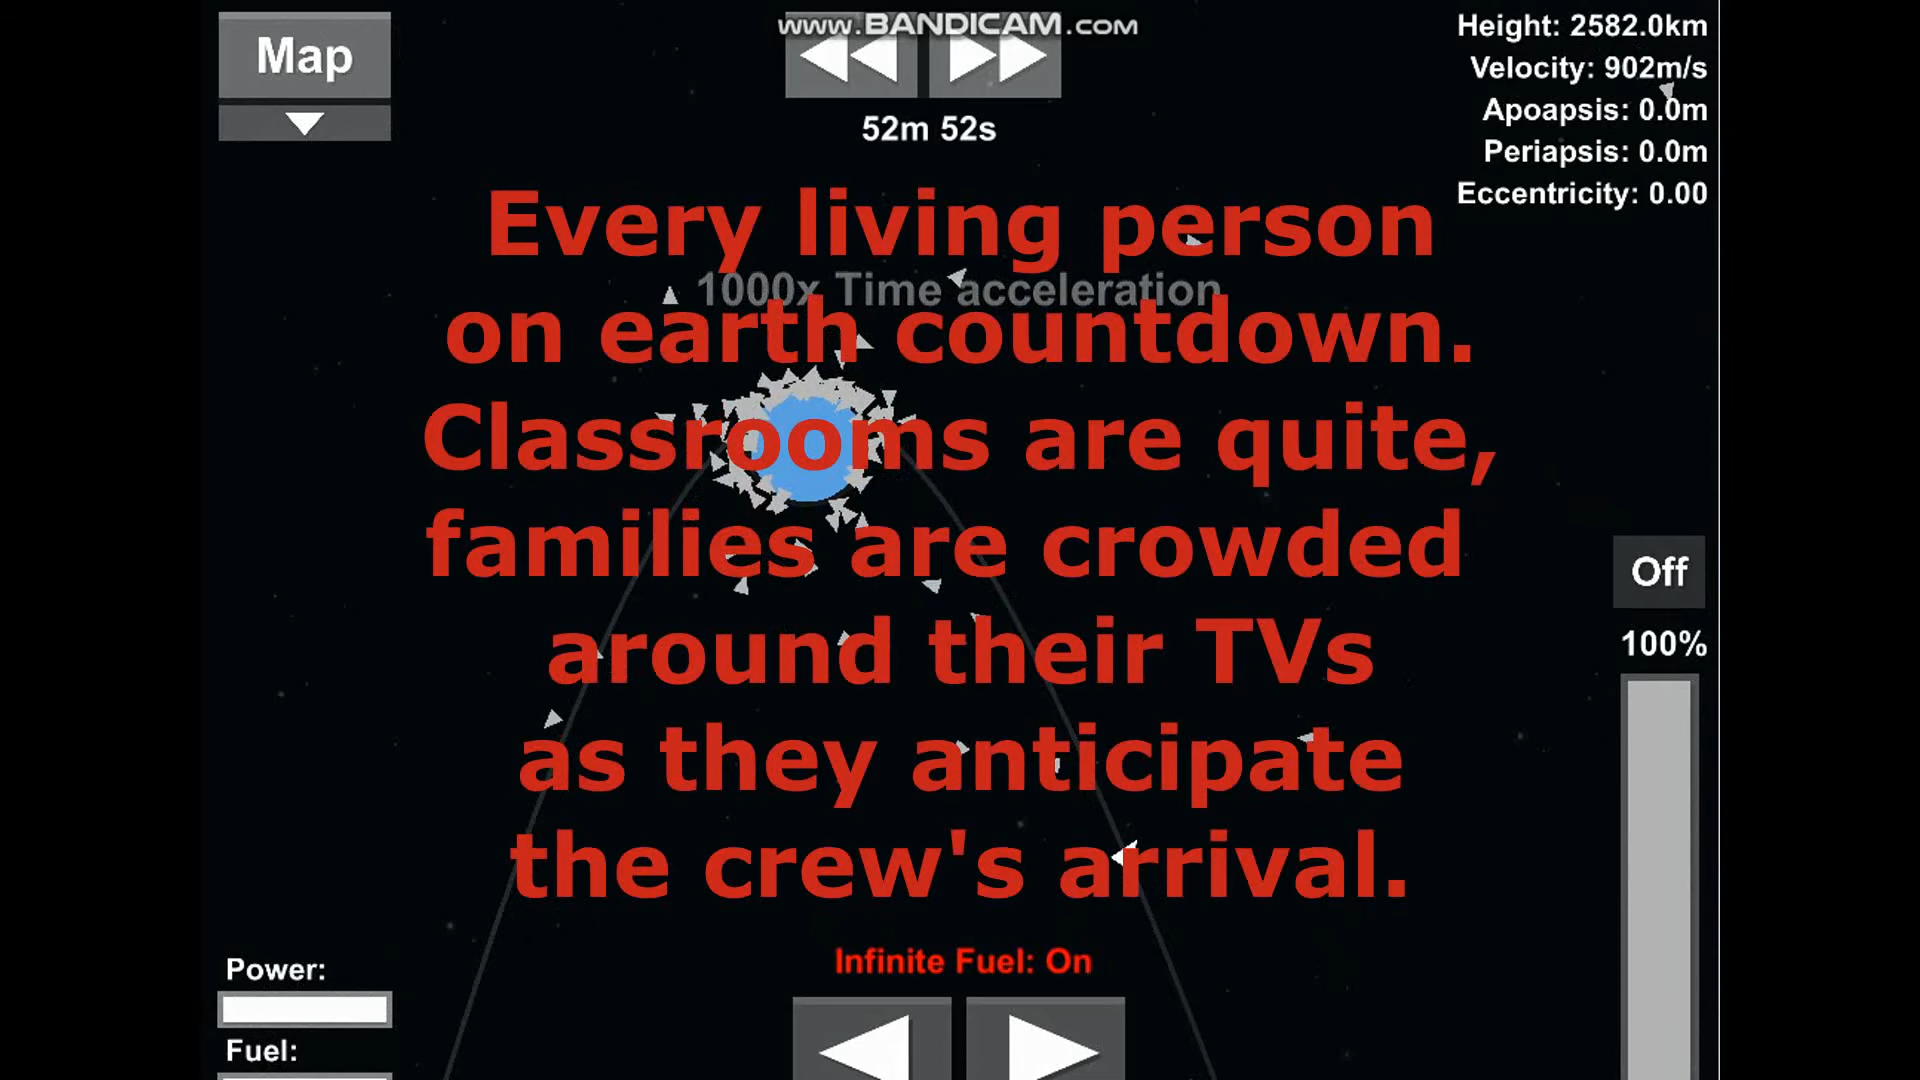 www.BANDICAM.com
Map
52m 52s
Height: 2582.0km
Velocity: 902m/s
Apoapsis: 0.0m
Periapsis: 0.0m
Eccentricity: 0.00
1000x Time acceleration
Every living person
on earth countdown.
Classrooms are quite,
families are crowded
around their TVs
as they anticipate
the crew's arrival.
Off
100%
Infinite Fuel: On
Power:
Fuel: